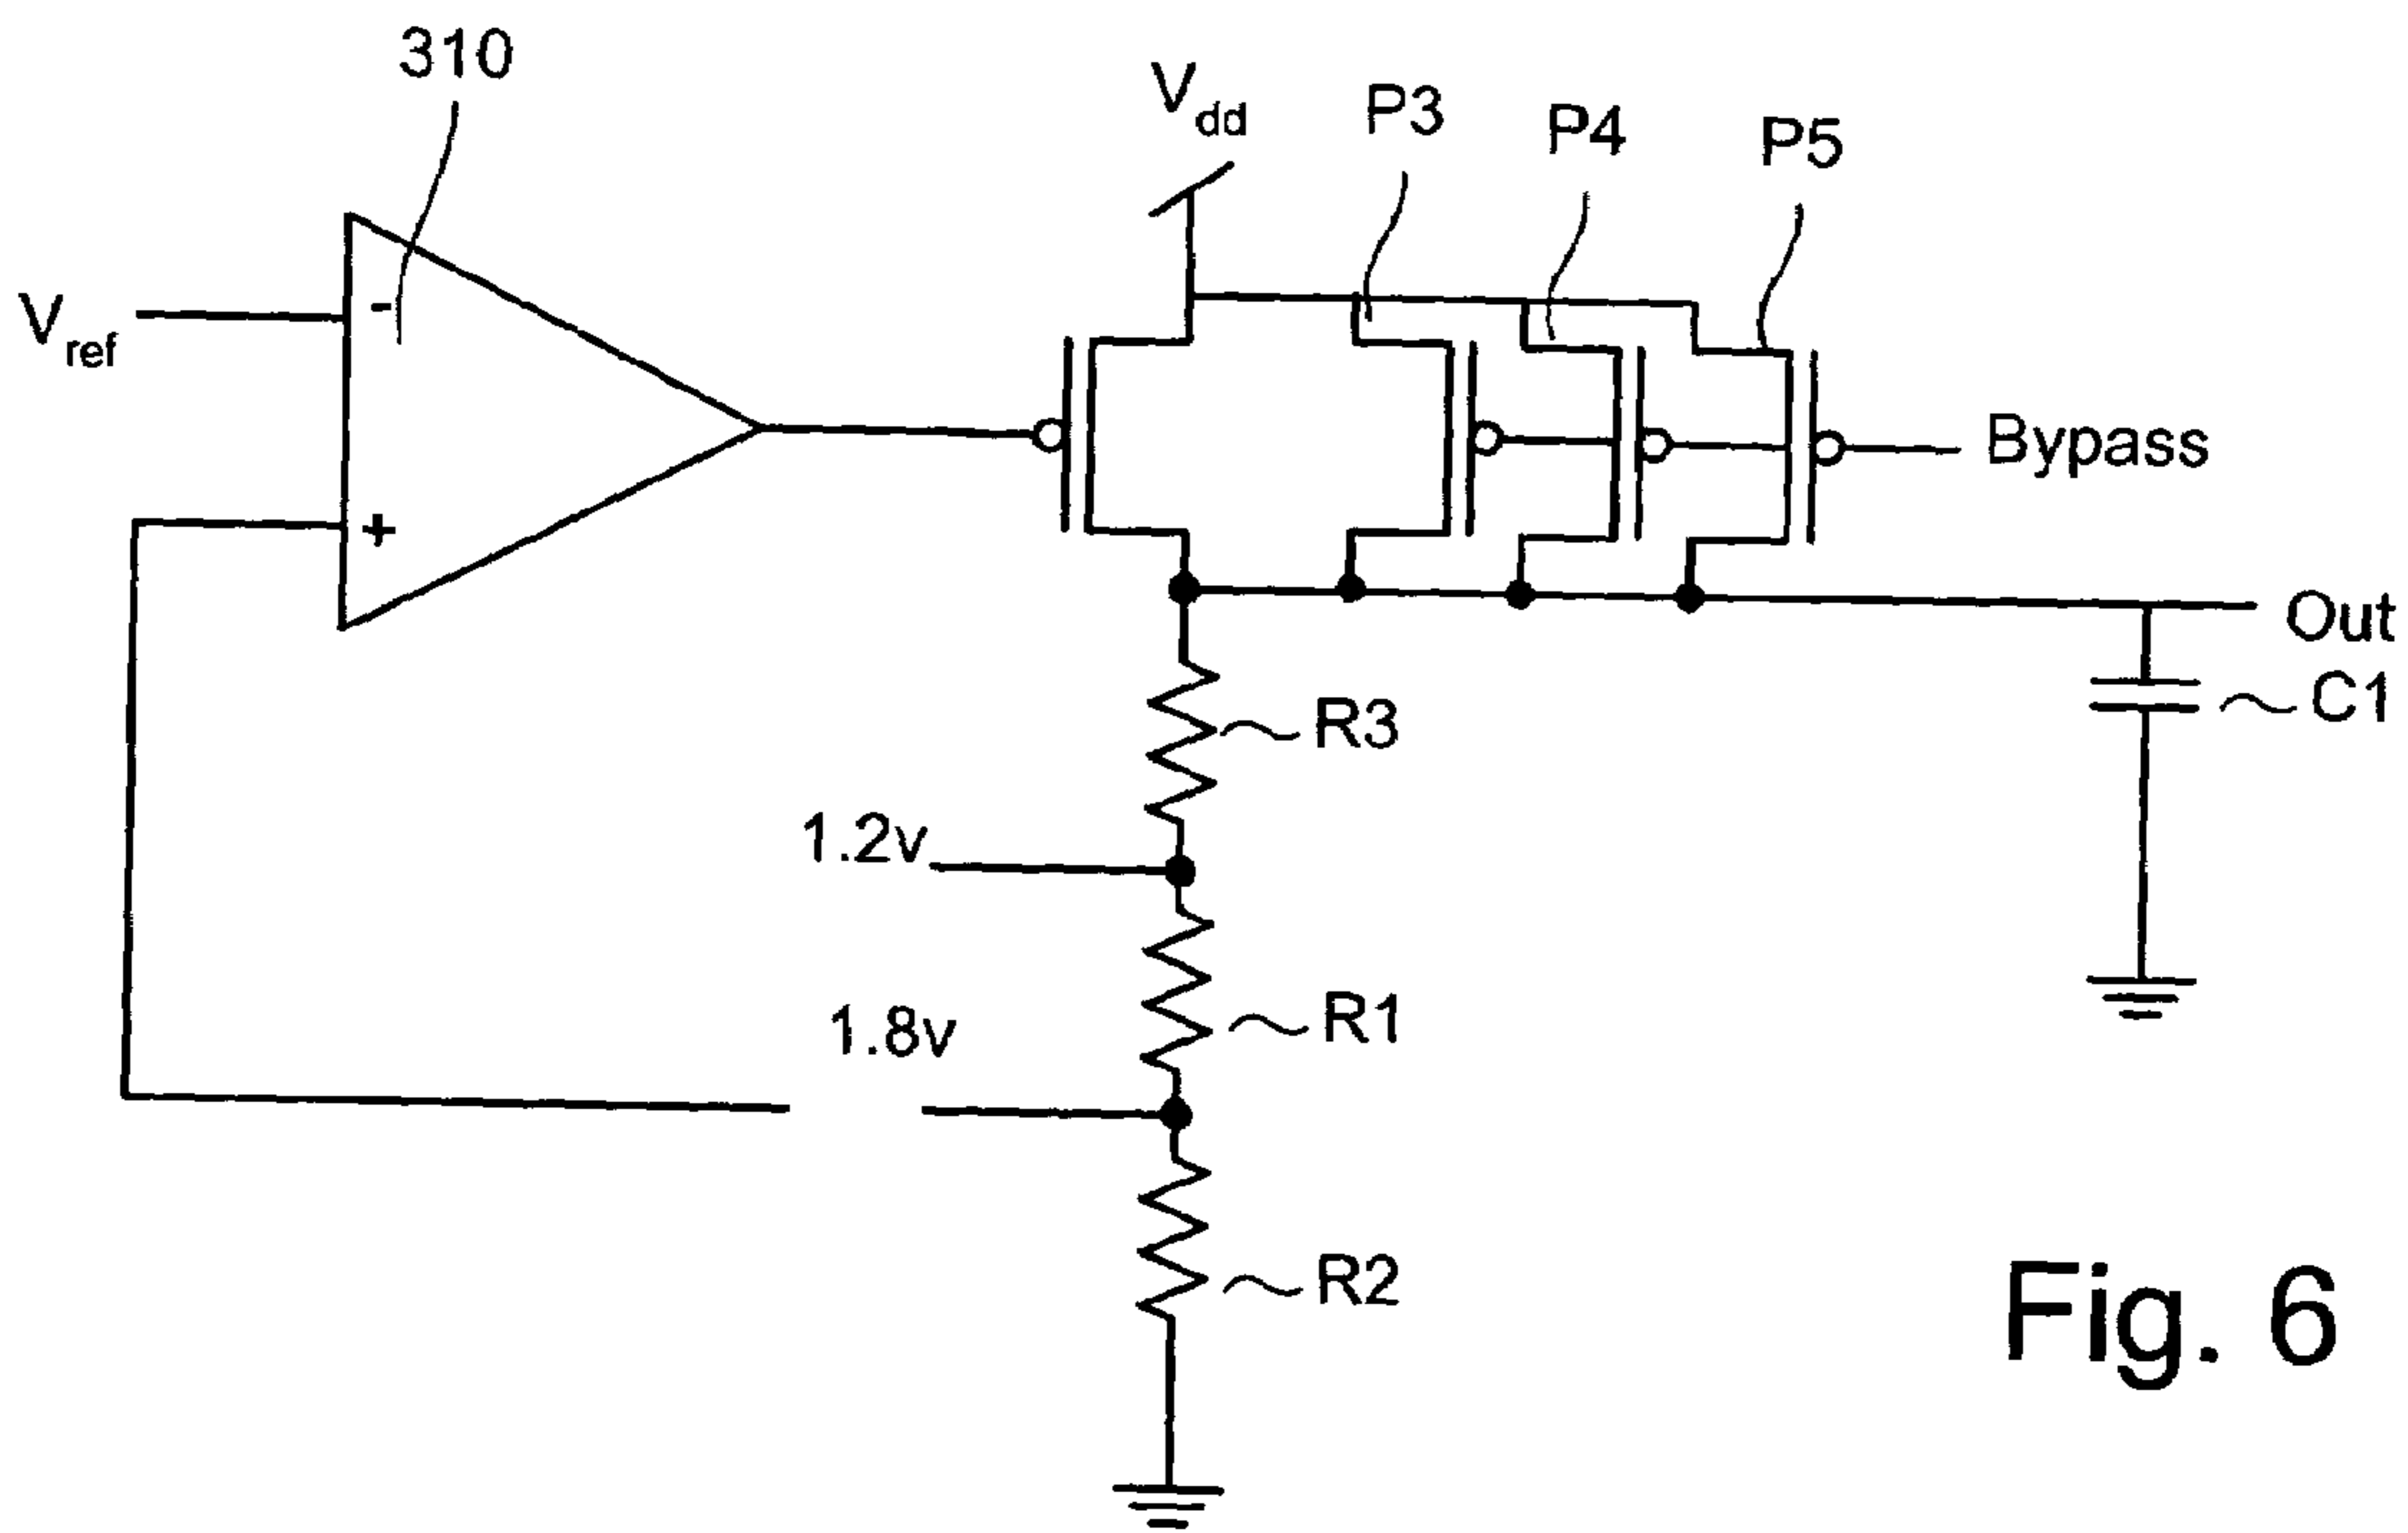 310
Vdd
P3
P4
P5
Vref
-
+
Bypass
Out
C1
R3
1.2v
R1
1.8v
R2
Fig. 6